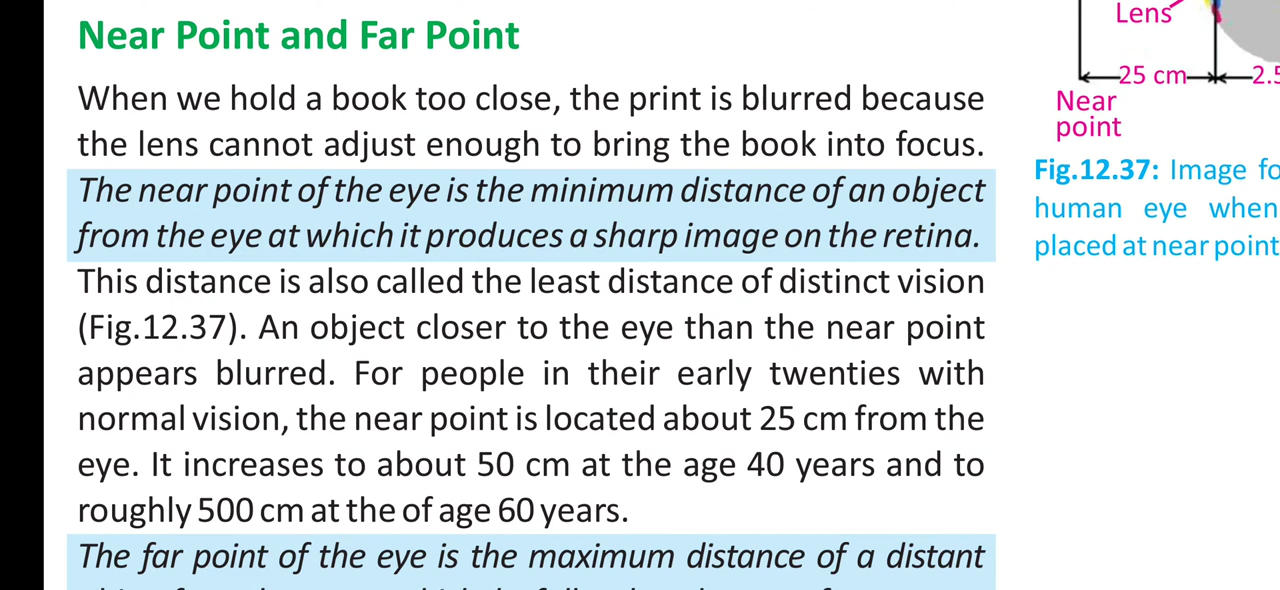 Near Point and Far Point
When we hold a book too close, the print is blurred because
the lens cannot adjust enough to bring the book into focus.
The near point of the eye is the minimum distance of an object
from the eye at which it produces a sharp image on the retina.
This distance is also called the least distance of distinct vision
(Fig.12.37). An object closer to the eye than the near point
appears blurred. For people in their early twenties with
normal vision, the near point is located about 25 cm from the
eye. It increases to about 50 cm at the age 40 years and to
roughly 500 cm at the of age 60 years.
The far point of the eye is the maximum distance of a distant
Lens
25 cm
2.5
Near
point
Fig.12.37: Image fo
human eye when
placed at near point